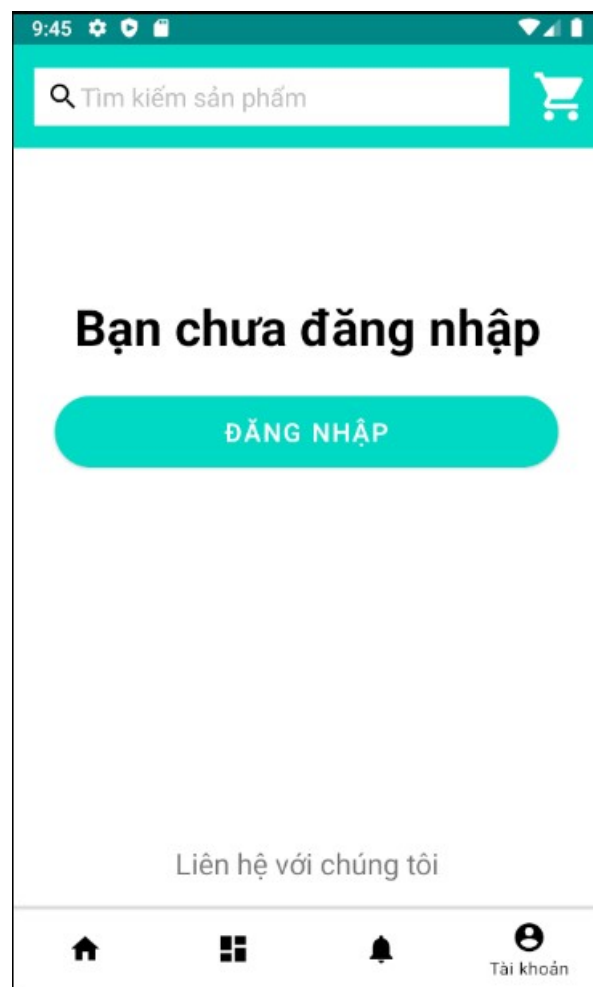 9:45
Tìm kiếm sản phẩm
Bạn chưa đăng nhập
ĐĂNG NHẬP
Liên hệ với chúng tôi
Tài khoản